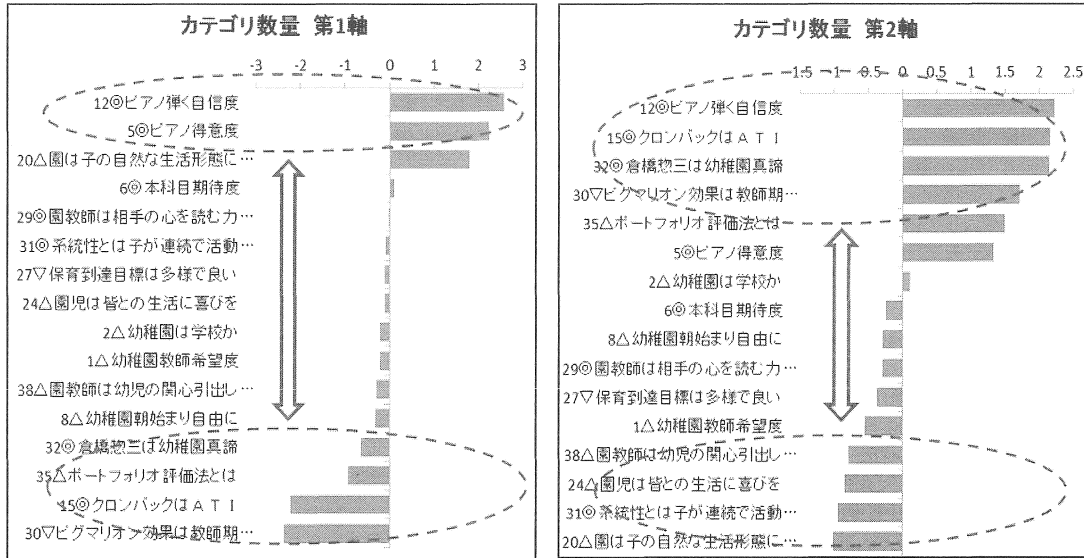 カテゴリ数量 第1軸
-3 -2 -1 0 1 2 3
12◎ピアノ弾く自信度
5◎ピアノ得意度
20△園は子の自然な生活形態に…
6◎本科目期待度
29◎園教師は相手の心を読む力…
31◎系統性とは子が連続で活動…
27▽保育到達目標は多様で良い
24△園児は皆との生活に喜びを
2△幼稚園は学校か
1△幼稚園教師希望度
38△園教師は幼児の関心引出し…
8△幼稚園朝始まり自由に
32◎倉橋惣三は幼稚園真諦
35△ポートフォリオ評価法とは
15◎クロンバックはATI
30▽ピグマリオン効果は教師期…
カテゴリ数量 第2軸
-1.5 -1 -0.5 0 0.5 1 1.5 2 2.5
12◎ピアノ弾く自信度
15◎クロンバックはATI
32◎倉橋惣三は幼稚園真諦
30▽ピグマリオン効果は教師期…
35△ポートフォリオ評価法とは
5◎ピアノ得意度
2△幼稚園は学校か
6◎本科目期待度
8△幼稚園朝始まり自由に
29◎園教師は相手の心を読む力…
27▽保育到達目標は多様で良い
1△幼稚園教師希望度
38△園教師は幼児の関心引出し…
24△園児は皆との生活に喜びを
31◎系統性とは子が連続で活動…
20△園は子の自然な生活形態に…